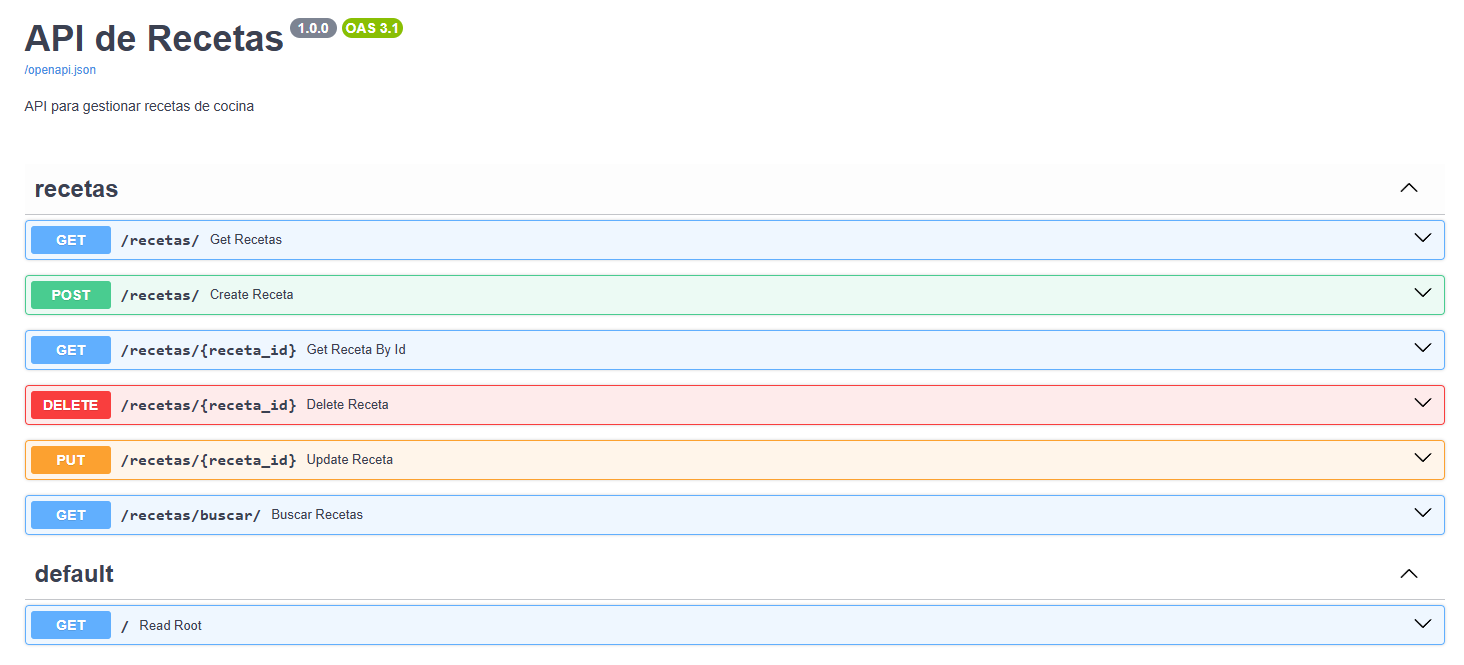 API de Recetas 1.0.0 OAS 3.1
/openapi.json
API para gestionar recetas de cocina
recetas
GET /recetas/ Get Recetas
POST /recetas/ Create Receta
GET /recetas/{receta_id} Get Receta By Id
DELETE /recetas/{receta_id} Delete Receta
PUT /recetas/{receta_id} Update Receta
GET /recetas/buscar/ Buscar Recetas
default
GET / Read Root